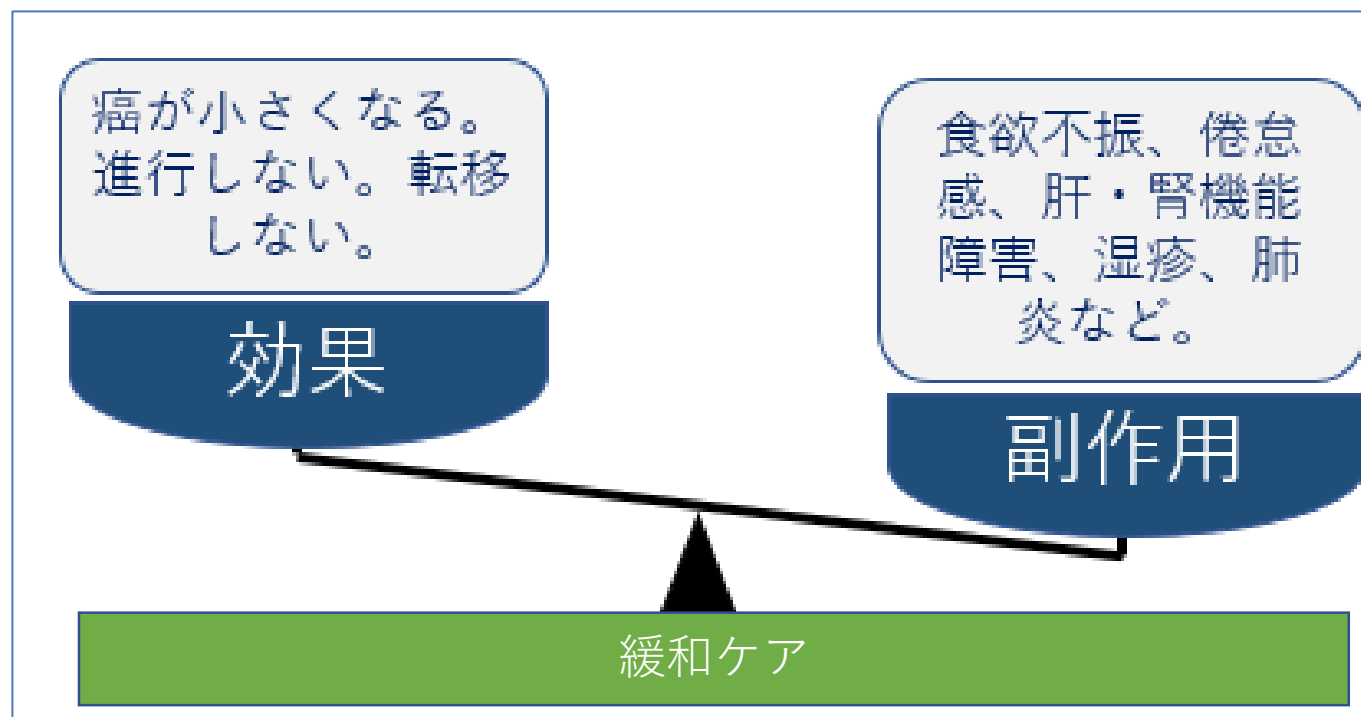 癌が小さくなる。
進行しない。転移
しない。
効果
食欲不振、倦怠
感、肝・腎機能
障害、湿疹、肺
炎など。
副作用
緩和ケア